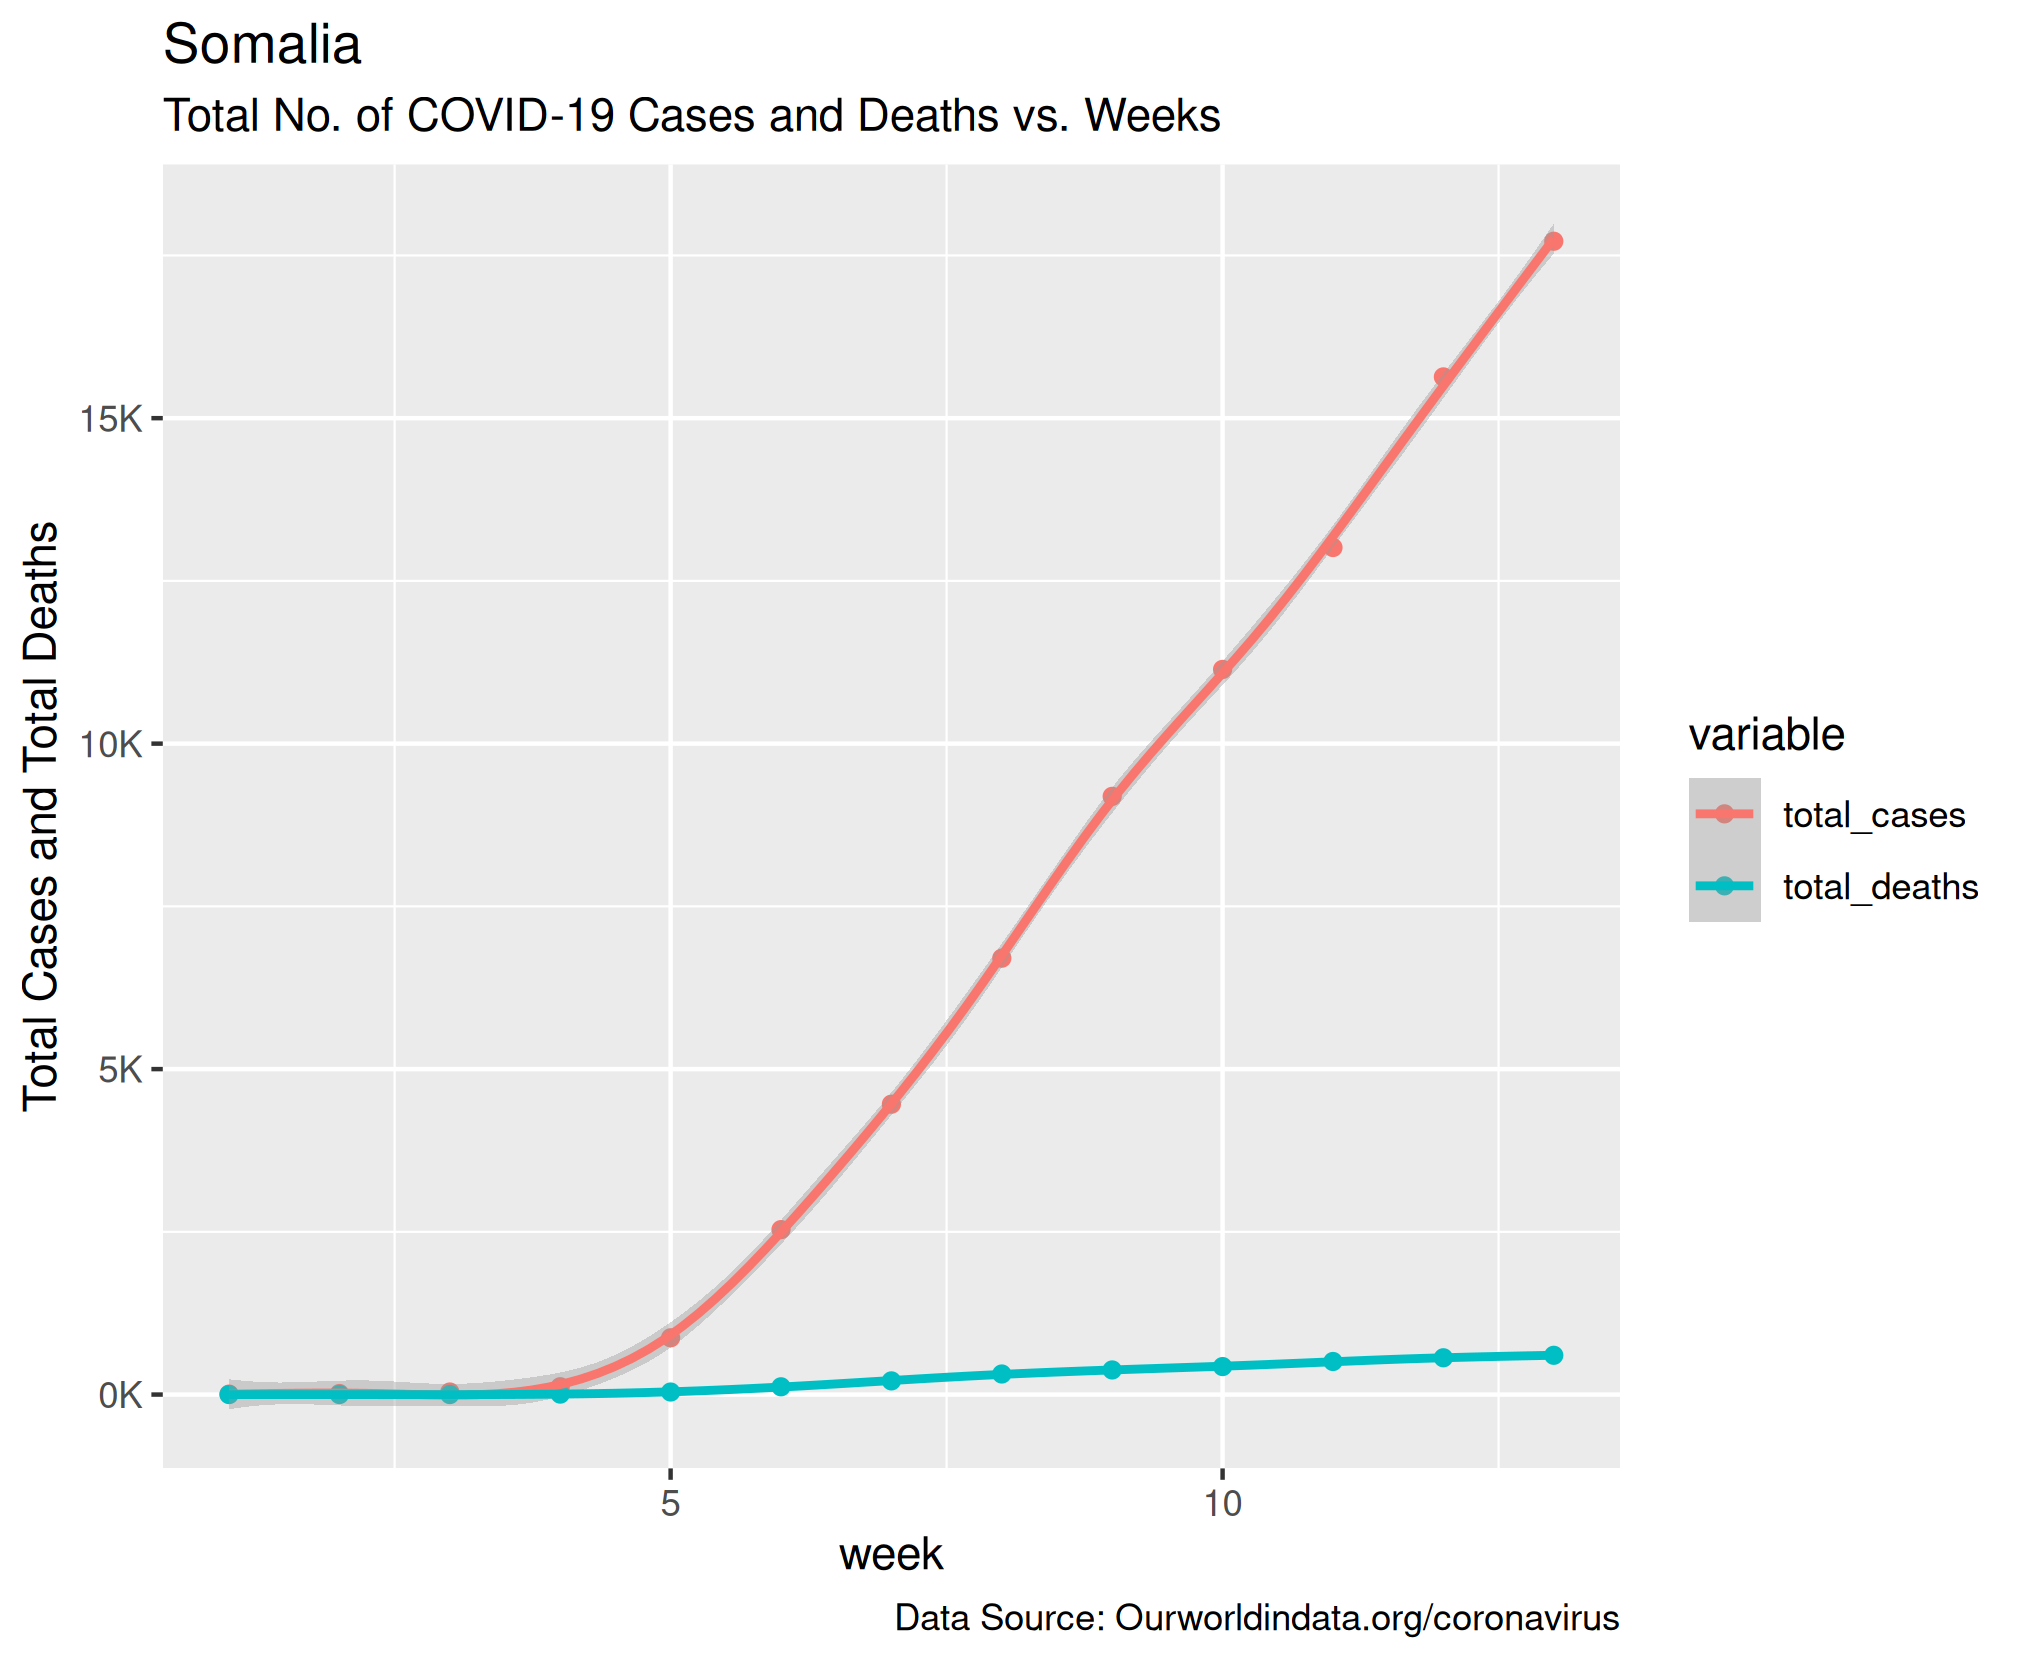 Somalia
Total No. of COVID-19 Cases and Deaths vs. Weeks
Total Cases and Total Deaths
15K
10K
5K
0K
5
10
week
variable
total_cases
total_deaths
Data Source: Ourworldindata.org/coronavirus